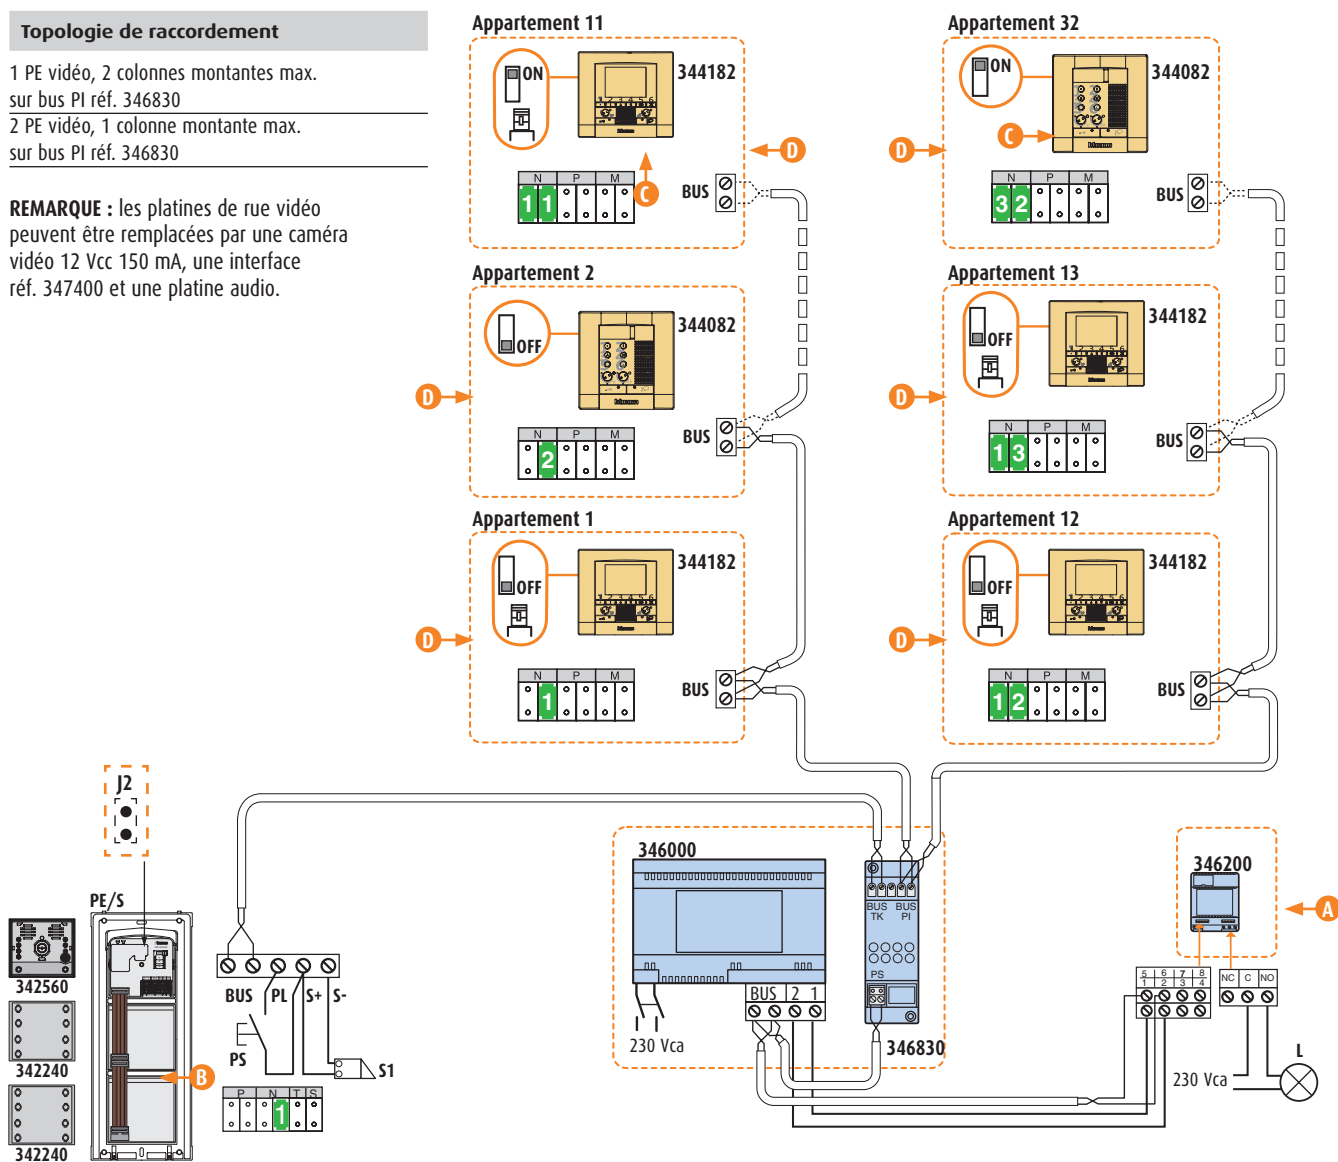 Topologie de raccordement
1 PE vidéo, 2 colonnes montantes max.
sur bus PI réf. 346830
2 PE vidéo, 1 colonne montante max.
sur bus PI réf. 346830
REMARQUE : les platines de rue vidéo
peuvent être remplacées par une caméra
vidéo 12 Vcc 150 mA, une interface
réf. 347400 et une platine audio.
Appartement 11
ON
344182
D
C
N P M
1 1
BUS
Appartement 32
ON
344082
C
D
N P M
3 2
BUS
Appartement 2
OFF
344082
D
N P M
2
BUS
Appartement 13
OFF
344182
D
N P M
1 3
BUS
Appartement 1
OFF
344182
D
N P M
1
BUS
Appartement 12
OFF
344182
D
N P M
1 2
BUS
J2
PE/S
342560
342240
342240
B
BUS PL S+ S-
PS
S1
P N T S
1
346000
BUS 2 1
230 Vca
BUS BUS
TK PI
PS
346830
346200
A
5 6 7 8
1 2 3 4
NC C NO
230 Vca
L